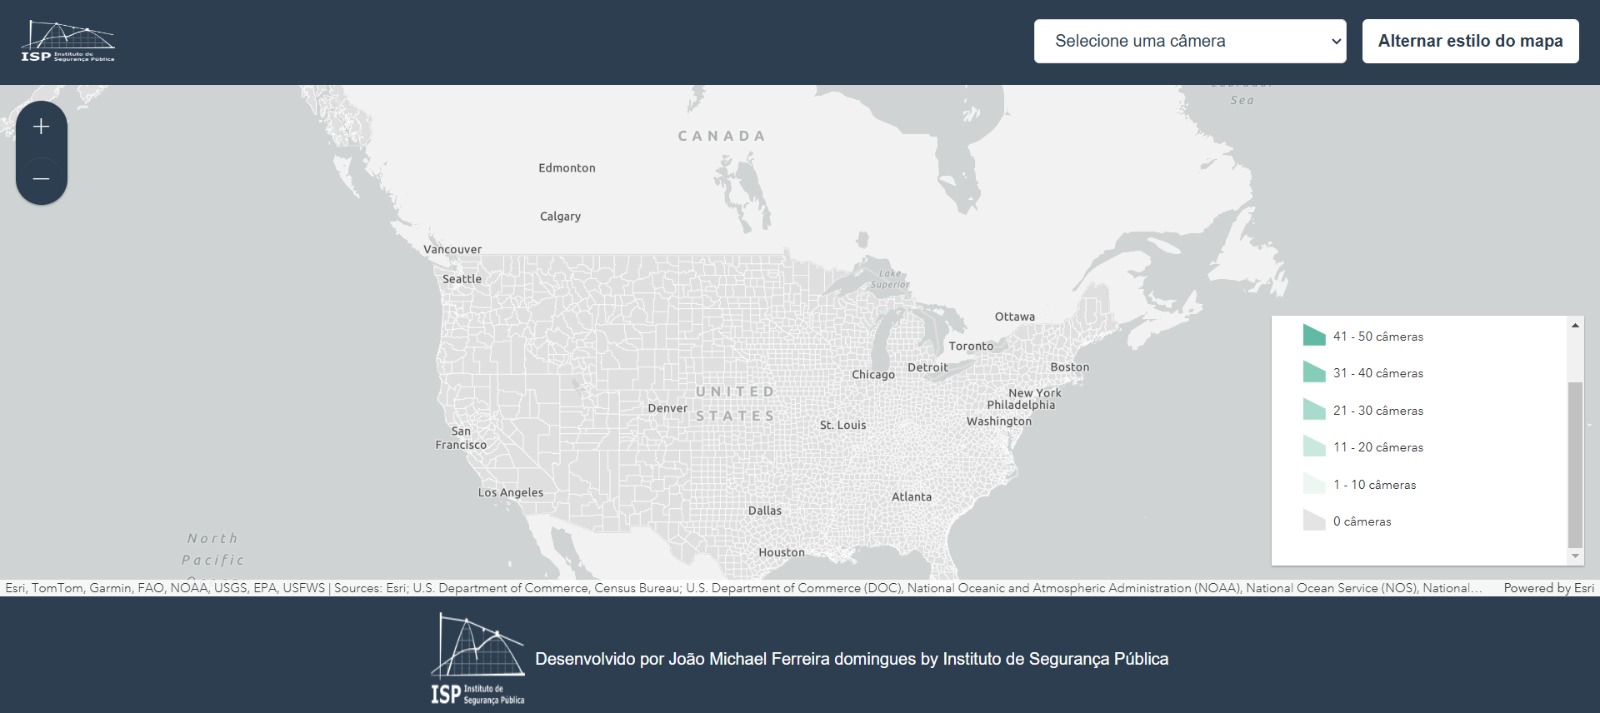 ISP Instituto de
Segurança Pública
Selecione uma câmera
Alternar estilo do mapa
+
Sea
CANADA
−
Edmonton
Calgary
Vancouver
Seattle
Lake
Superior
Ottawa
Toronto
41 - 50 câmeras
Boston
Detroit
Chicago
31 - 40 câmeras
UNITED
STATES
New York
Denver
Philadelphia
21 - 30 câmeras
Washington
St. Louis
San
Francisco
11 - 20 câmeras
1 - 10 câmeras
Los Angeles
Atlanta
Dallas
0 câmeras
North
Pacific
Houston
Esri, TomTom, Garmin, FAO, NOAA, USGS, EPA, USFWS | Sources: Esri; U.S. Department of Commerce, Census Bureau; U.S. Department of Commerce (DOC), National Oceanic and Atmospheric Administration (NOAA), National Ocean Service (NOS), National... Powered by Esri
ISP Instituto de
Segurança Pública
Desenvolvido por João Michael Ferreira domingues by Instituto de Segurança Pública